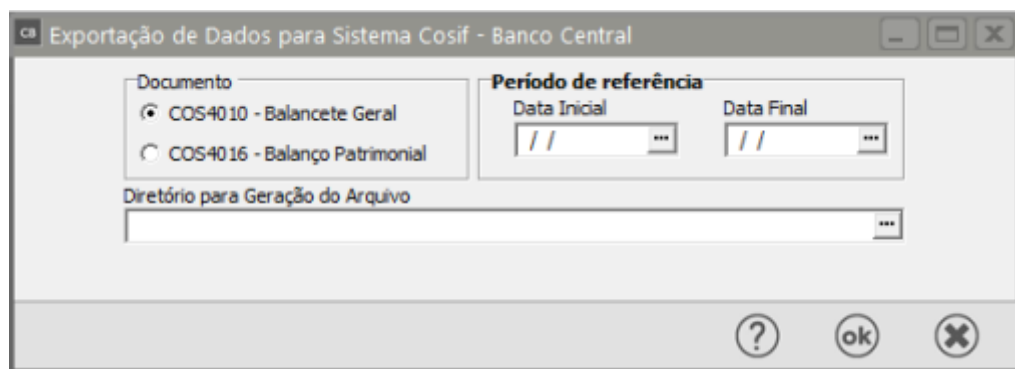 CB Exportação de Dados para Sistema Cosif - Banco Central
Documento
COS4010 - Balancete Geral
COS4016 - Balanço Patrimonial
Período de referência
Data Inicial
/ /
...
Data Final
/ /
...
Diretório para Geração do Arquivo
...
? ok